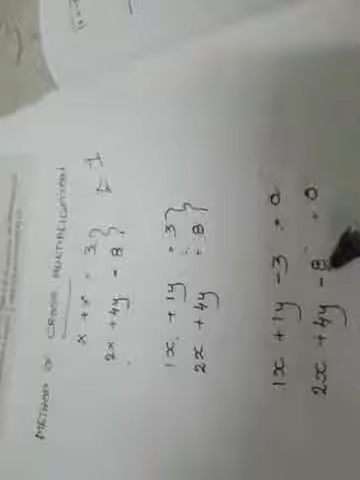 METHOD OF CROSS MULTIPLICATION
x + y = 3 }
2x + 4y = 8 }
1x + 1y = 3 }
2x + 4y = 8 }
1x + 1y - 3 = 0
2x + 4y - 8 = 0